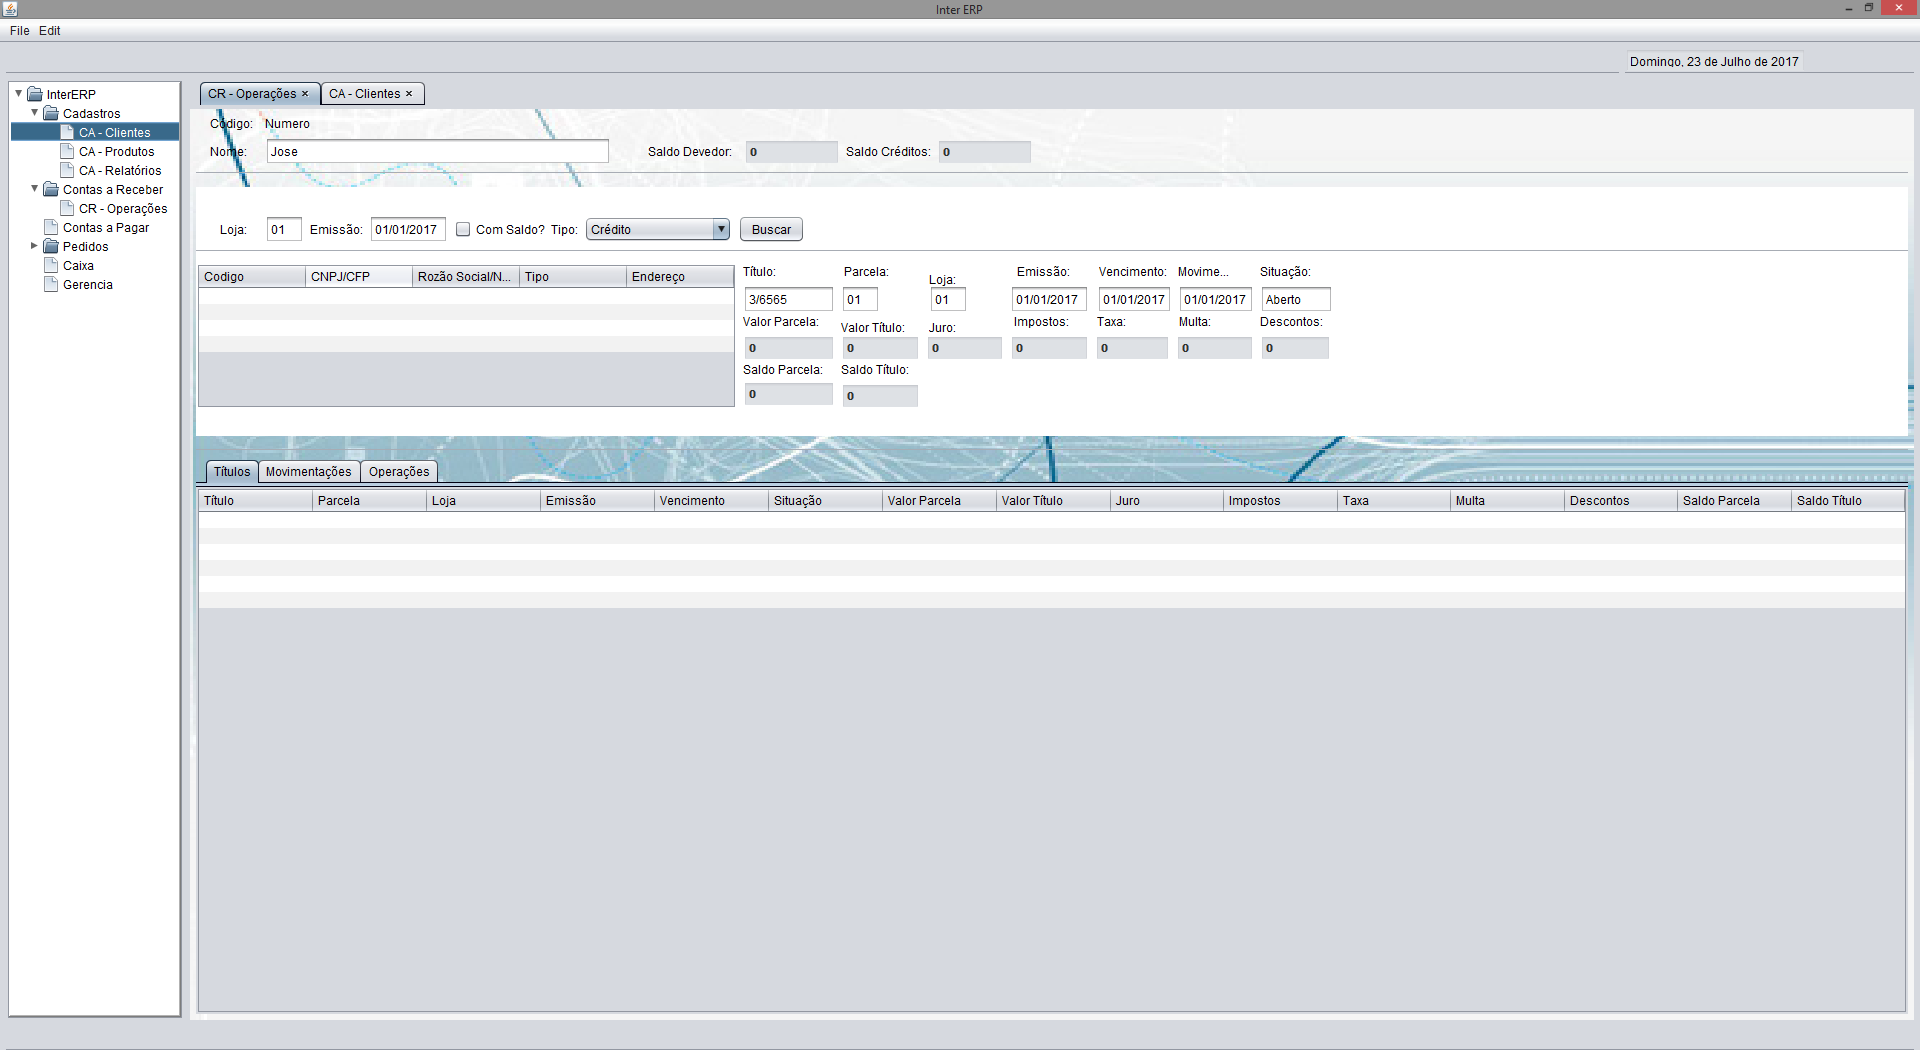 Inter ERP
File Edit
Domingo, 23 de Julho de 2017
InterERP
Cadastros
CA - Clientes
CA - Produtos
CA - Relatórios
Contas a Receber
CR - Operações
Contas a Pagar
Pedidos
Caixa
Gerencia
CR - Operações × CA - Clientes ×
Código: Numero
Nome: Jose Saldo Devedor: 0 Saldo Créditos: 0
Loja: 01 Emissão: 01/01/2017 Com Saldo? Tipo: Crédito Buscar
Codigo CNPJ/CFP Rozão Social/N... Tipo Endereço
Título: Parcela: Loja: Emissão: Vencimento: Movime... Situação:
3/6565 01 01 01/01/2017 01/01/2017 01/01/2017 Aberto
Valor Parcela: Valor Título: Juro: Impostos: Taxa: Multa: Descontos:
0 0 0 0 0 0 0
Saldo Parcela: Saldo Título:
0 0
Títulos Movimentações Operações
Título Parcela Loja Emissão Vencimento Situação Valor Parcela Valor Título Juro Impostos Taxa Multa Descontos Saldo Parcela Saldo Título